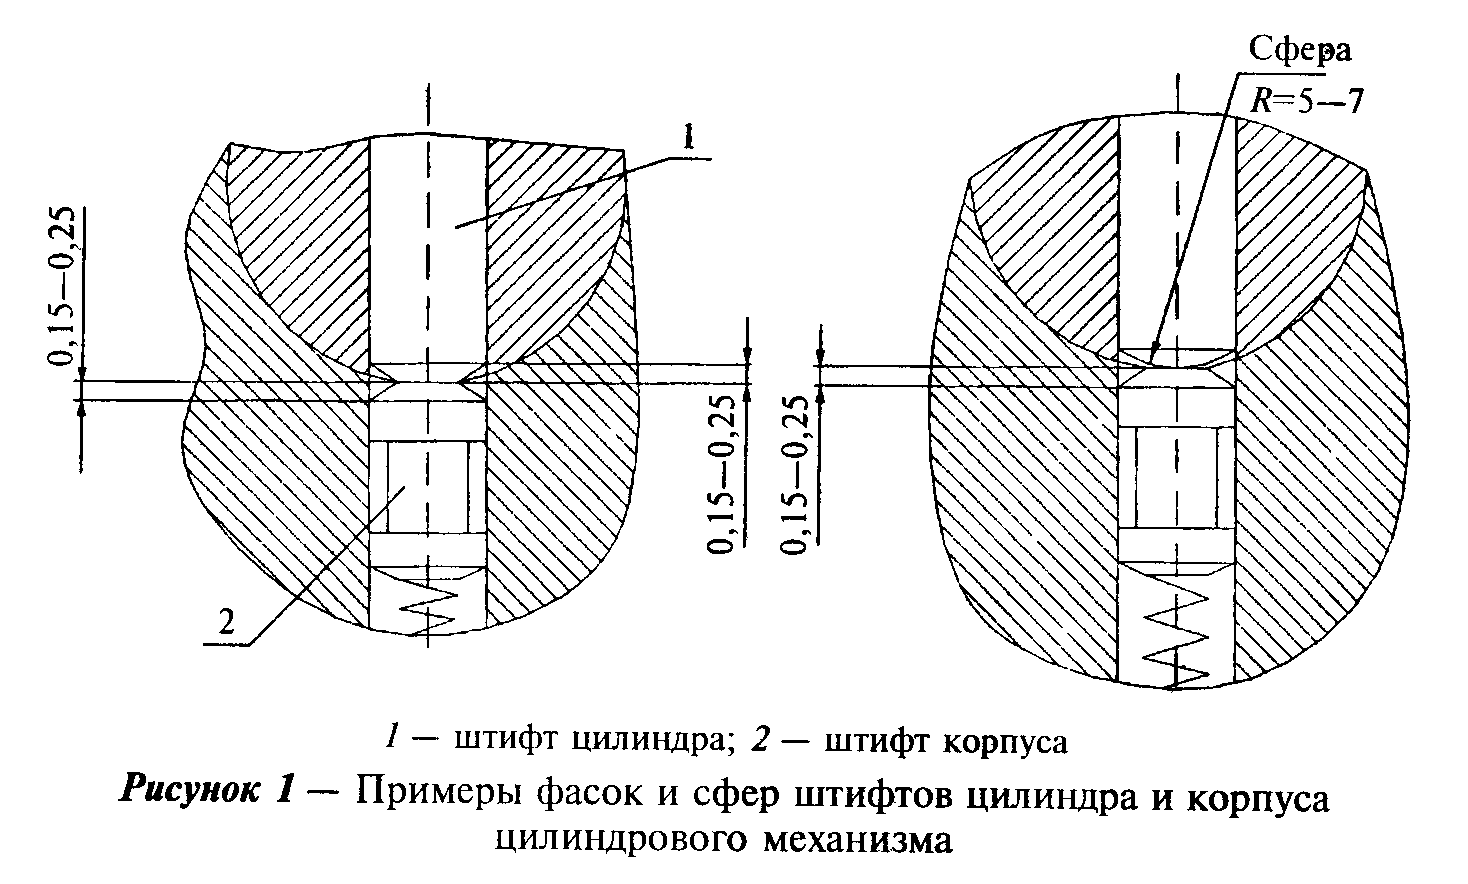 Сфера
R=5—7
1
0,15—0,25
0,15—0,25
0,15—0,25
2
1 — штифт цилиндра; 2 — штифт корпуса
Рисунок 1 — Примеры фасок и сфер штифтов цилиндра и корпуса
цилиндрового механизма